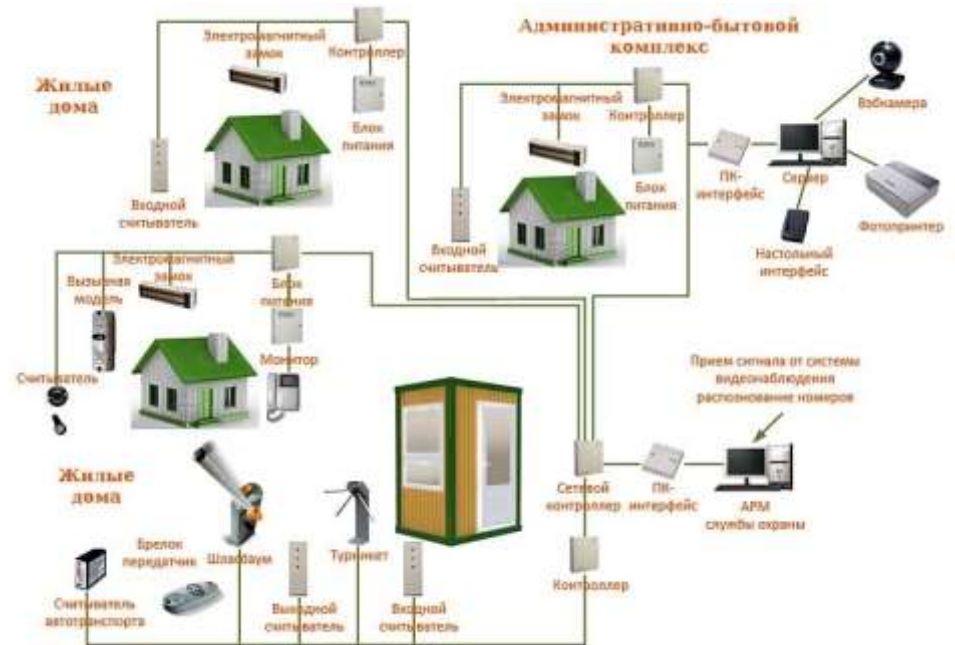 Жилые
дома
Электромагнитный
замок
Контроллер
Блок
питания
Входной
считыватель
Административно-бытовой
комплекс
Электромагнитный
замок
Контроллер
Блок
питания
Входной
считыватель
ПК-
интерфейс
Сервер
Вэбкамера
Фотопринтер
Настольный
интерфейс
Электромагнитный
замок
Вызывная
модель
Считыватель
Блок
питания
Монитор
Прием сигнала от системы
видеонаблюдения
распознование номеров
Сетевой
контроллер
ПК-
интерфейс
АРМ
службы охраны
Контроллер
Жилые
дома
Считыватель
автотранспорта
Брелок
передатчик
Шлагбаум
Выходной
считыватель
Турникет
Входной
считыватель